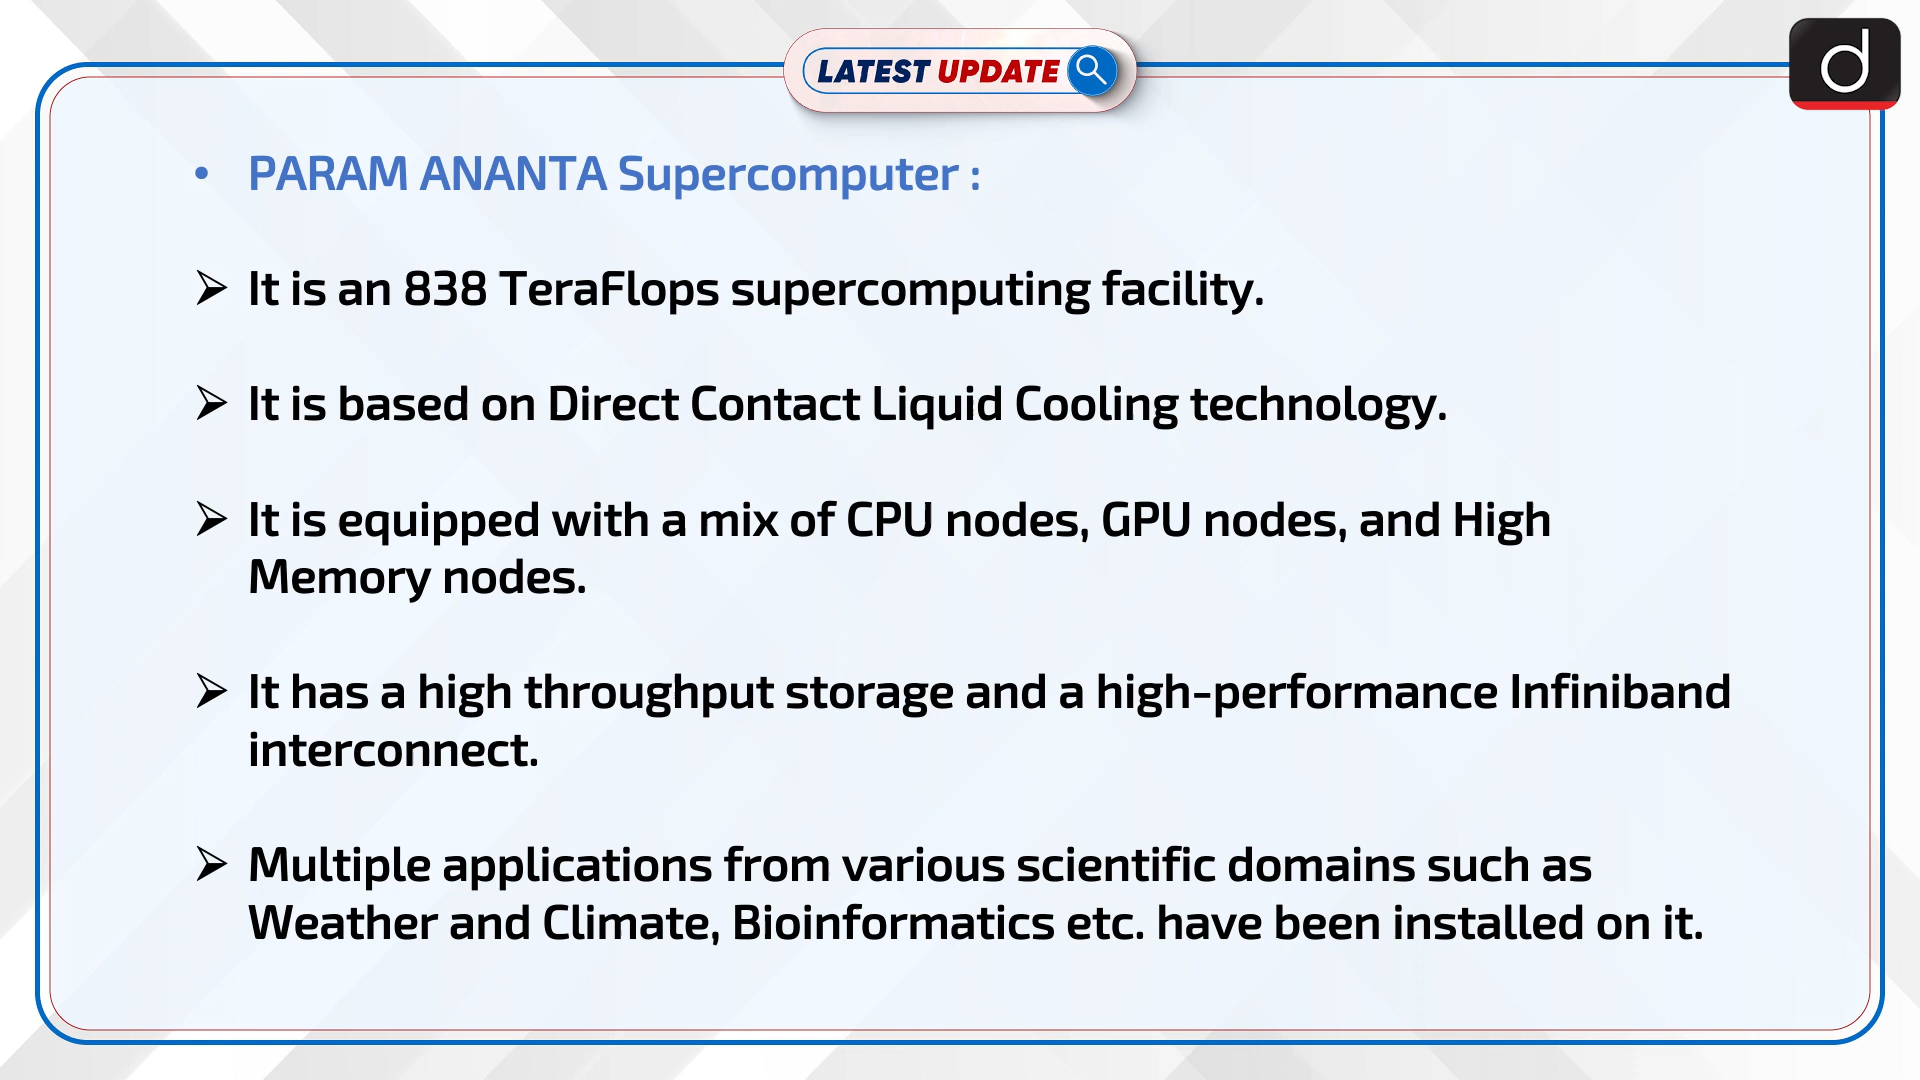 LATEST UPDATE
d
• PARAM ANANTA Supercomputer :
➢ It is an 838 TeraFlops supercomputing facility.
➢ It is based on Direct Contact Liquid Cooling technology.
➢ It is equipped with a mix of CPU nodes, GPU nodes, and High
Memory nodes.
➢ It has a high throughput storage and a high-performance Infiniband
interconnect.
➢ Multiple applications from various scientific domains such as
Weather and Climate, Bioinformatics etc. have been installed on it.